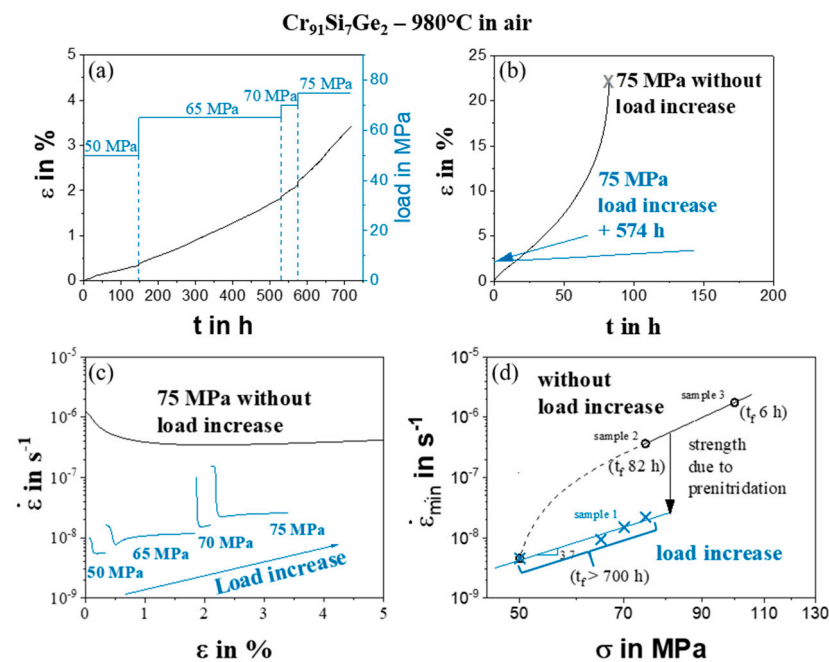 Cr₉₁Si₇Ge₂ – 980°C in air
(a)
ε in %
5
4
3
2
1
0
50 MPa
65 MPa
70 MPa
75 MPa
80
60
40
20
0
load in MPa
0 100 200 300 400 500 600 700
t in h
(b)
ε in %
25
20
15
10
5
0
75 MPa without
load increase
75 MPa
load increase
+ 574 h
0 50 100 150 200
t in h
(c)
ε̇ in s⁻¹
10⁻⁵
10⁻⁶
10⁻⁷
10⁻⁸
10⁻⁹
75 MPa without
load increase
50 MPa
65 MPa
70 MPa
75 MPa
Load increase
0 1 2 3 4 5
ε in %
(d)
ε̇min in s⁻¹
10⁻⁵
10⁻⁶
10⁻⁷
10⁻⁸
10⁻⁹
without
load increase
sample 3
(tf 6 h)
sample 2
(tf 82 h)
strength
due to
prenitridation
sample 1
3.7
load increase
(tf > 700 h)
50 70 100 130
σ in MPa